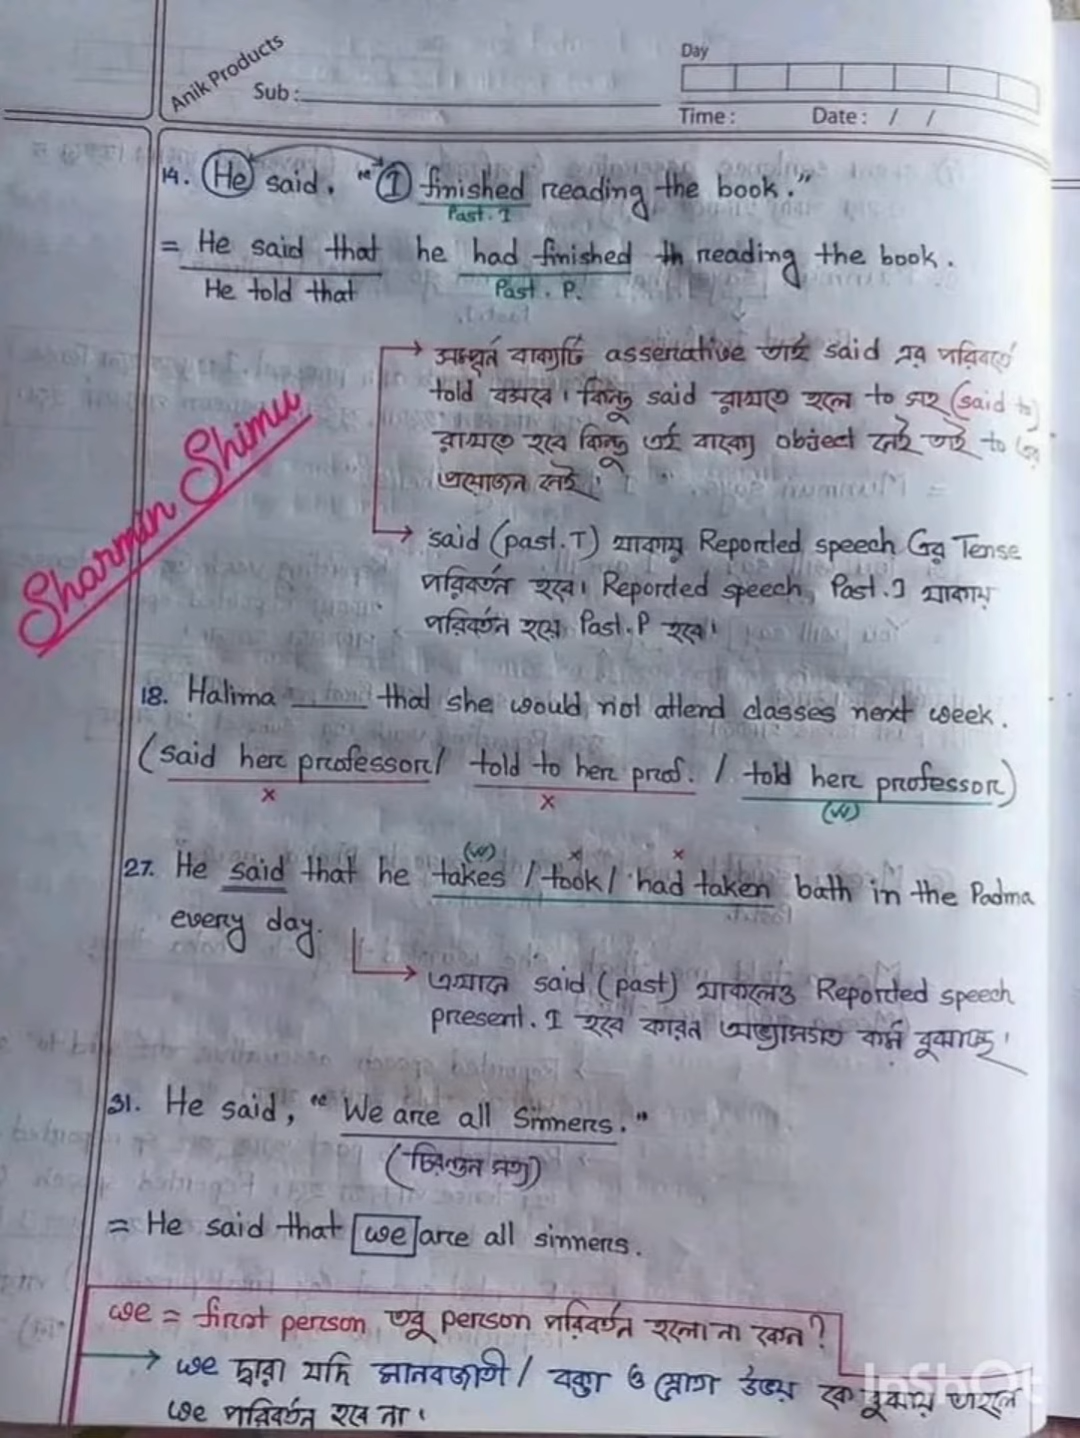 Anik Products
Sub :
Day
Time : Date : / /
14. He said, "I finished reading the book."
Past. I
= He said that he had finished reading the book.
He told that Past. P.
বাক্যটি assertative তাই said এর পরিবর্তে
told বসবে। কিন্তু said রাখতে হলে to সহ (said to)
রাখতে হবে কিন্তু এই বাক্যে object নেই তাই to এর
প্রয়োজন নেই।
Sharmin Shimu
said (past. T) থাকায় Reported speech এর Tense
পরিবর্তন হবে। Reported speech, Past. I থাকায়
পরিবর্তন হয়ে Past. P হবে।
18. Halima ____ that she would not attend classes next week.
(said her professor/ told to her prof. / told her professor)
x x
27. He said that he takes / took / had taken bath in the Padma
x x
every day.
এখানে said (past) থাকলেও Reported speech
present. I হবে কারন অভ্যাসগত কর্ম বুঝাচ্ছে।
31. He said, "We are all Sinners."
(চিরন্তন সত্য)
= He said that we are all sinners.
we = first person তবু person পরিবর্তন হলো না কেন?
we দ্বারা যদি মানবজাতী / বক্তা ও শ্রোতা উভয় কে বুঝায় তাহলে
we পরিবর্তন হবে না।
InShOt